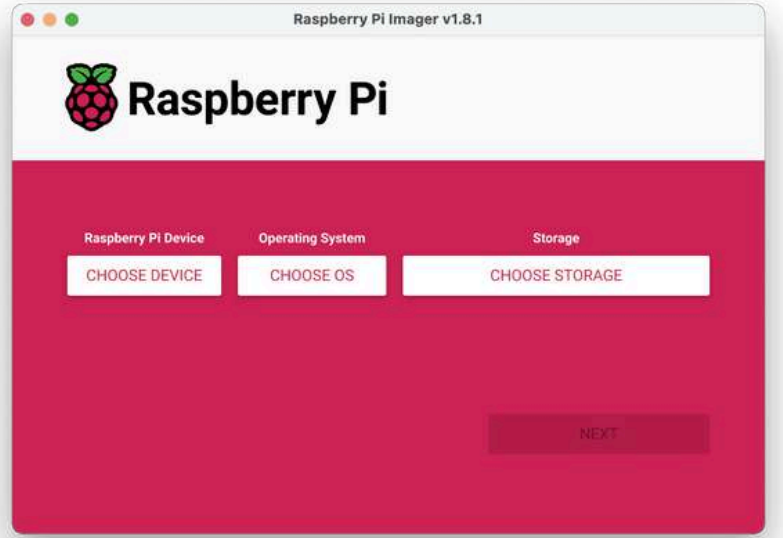 Raspberry Pi Imager v1.8.1
Raspberry Pi
Raspberry Pi Device Operating System Storage
CHOOSE DEVICE CHOOSE OS CHOOSE STORAGE
NEXT